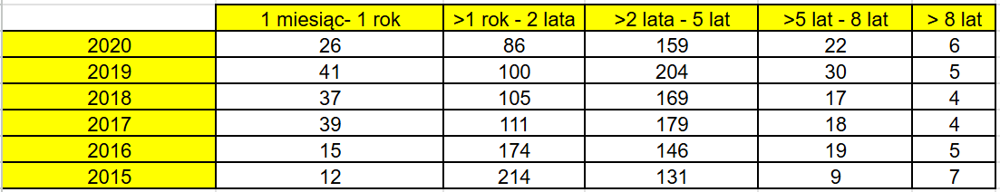 1 miesiąc- 1 rok >1 rok - 2 lata >2 lata - 5 lat >5 lat - 8 lat > 8 lat
2020 26 86 159 22 6
2019 41 100 204 30 5
2018 37 105 169 17 4
2017 39 111 179 18 4
2016 15 174 146 19 5
2015 12 214 131 9 7